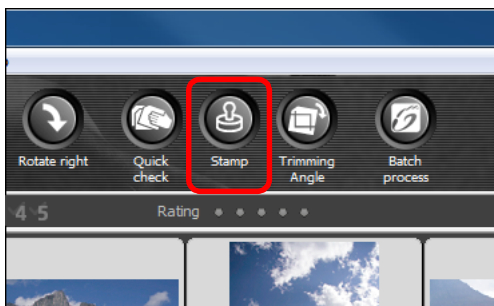 Rotate right
Quick
check
Stamp
Trimming
Angle
Batch
process
4 5
Rating